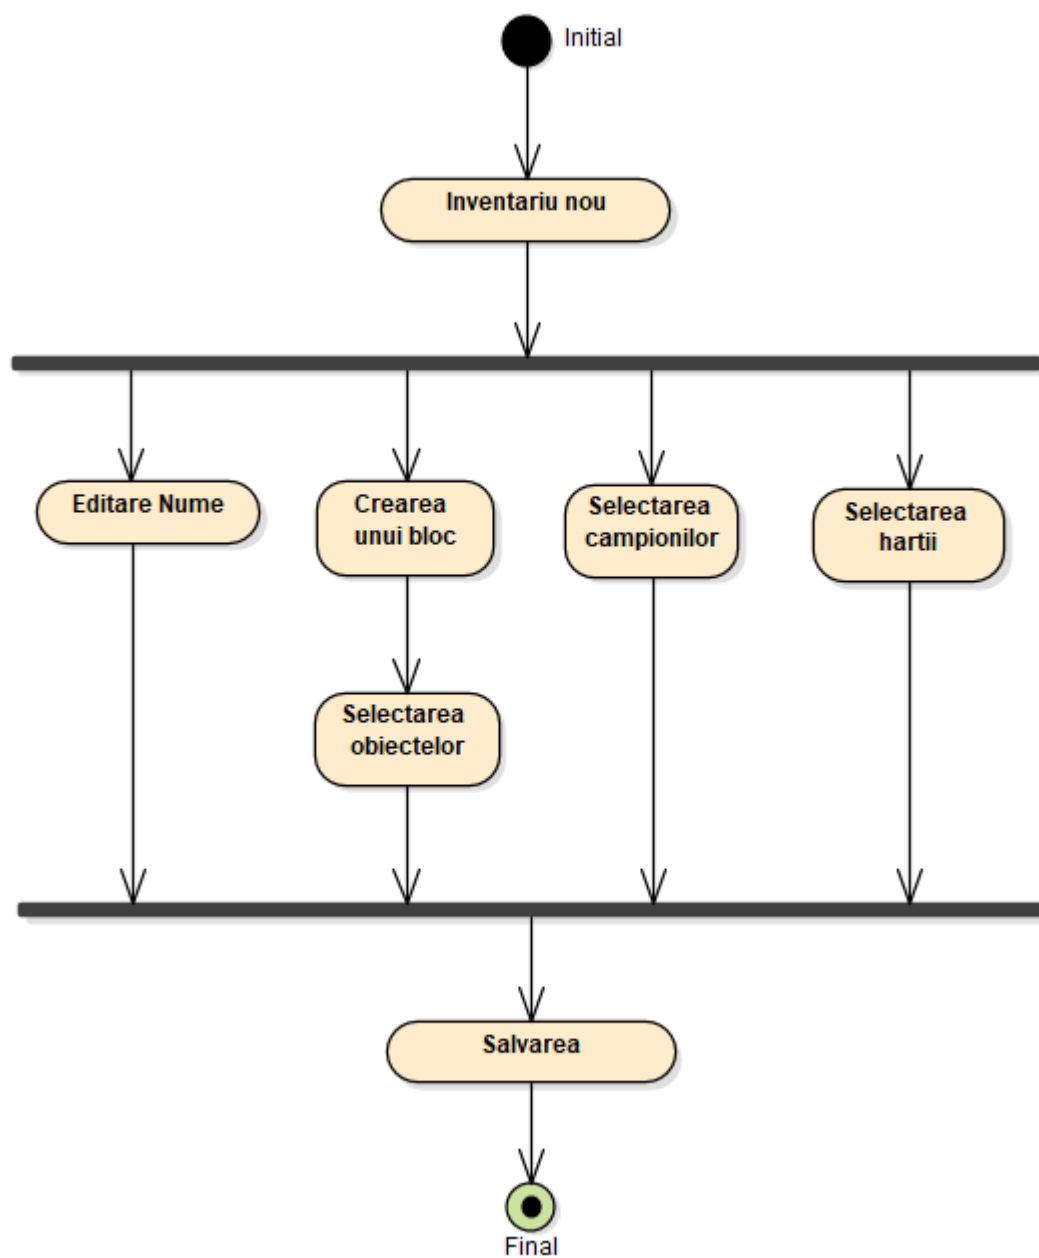 Initial
Inventariu nou
Editare Nume
Crearea
unui bloc
Selectarea
campionilor
Selectarea
hartii
Selectarea
obiectelor
Salvarea
Final